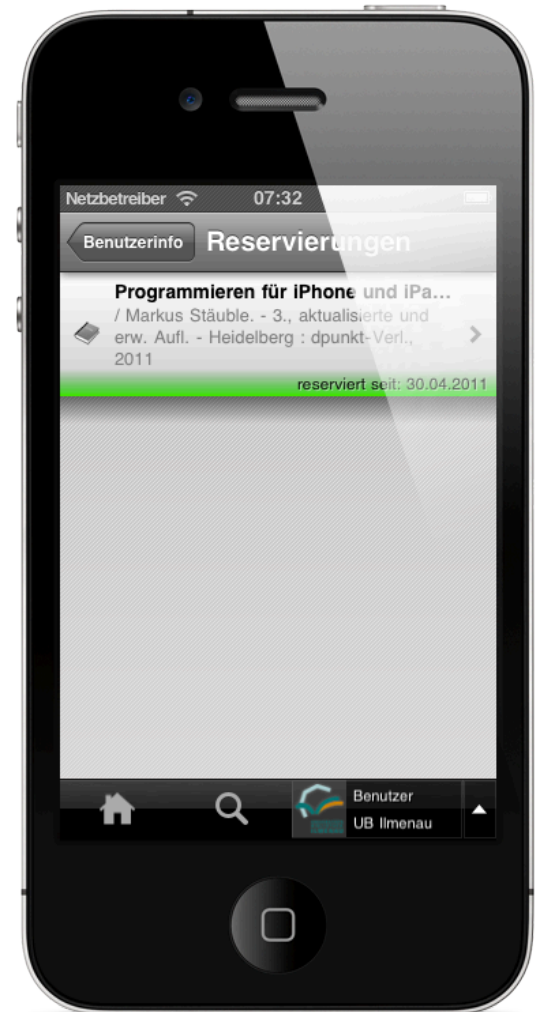 Netzbetreiber 07:32
Benutzerinfo Reservierungen
Programmieren für iPhone und iPa...
/ Markus Stäuble. - 3., aktualisierte und
erw. Aufl. - Heidelberg : dpunkt-Verl.,
2011
reserviert seit: 30.04.2011
Benutzer
UB Ilmenau